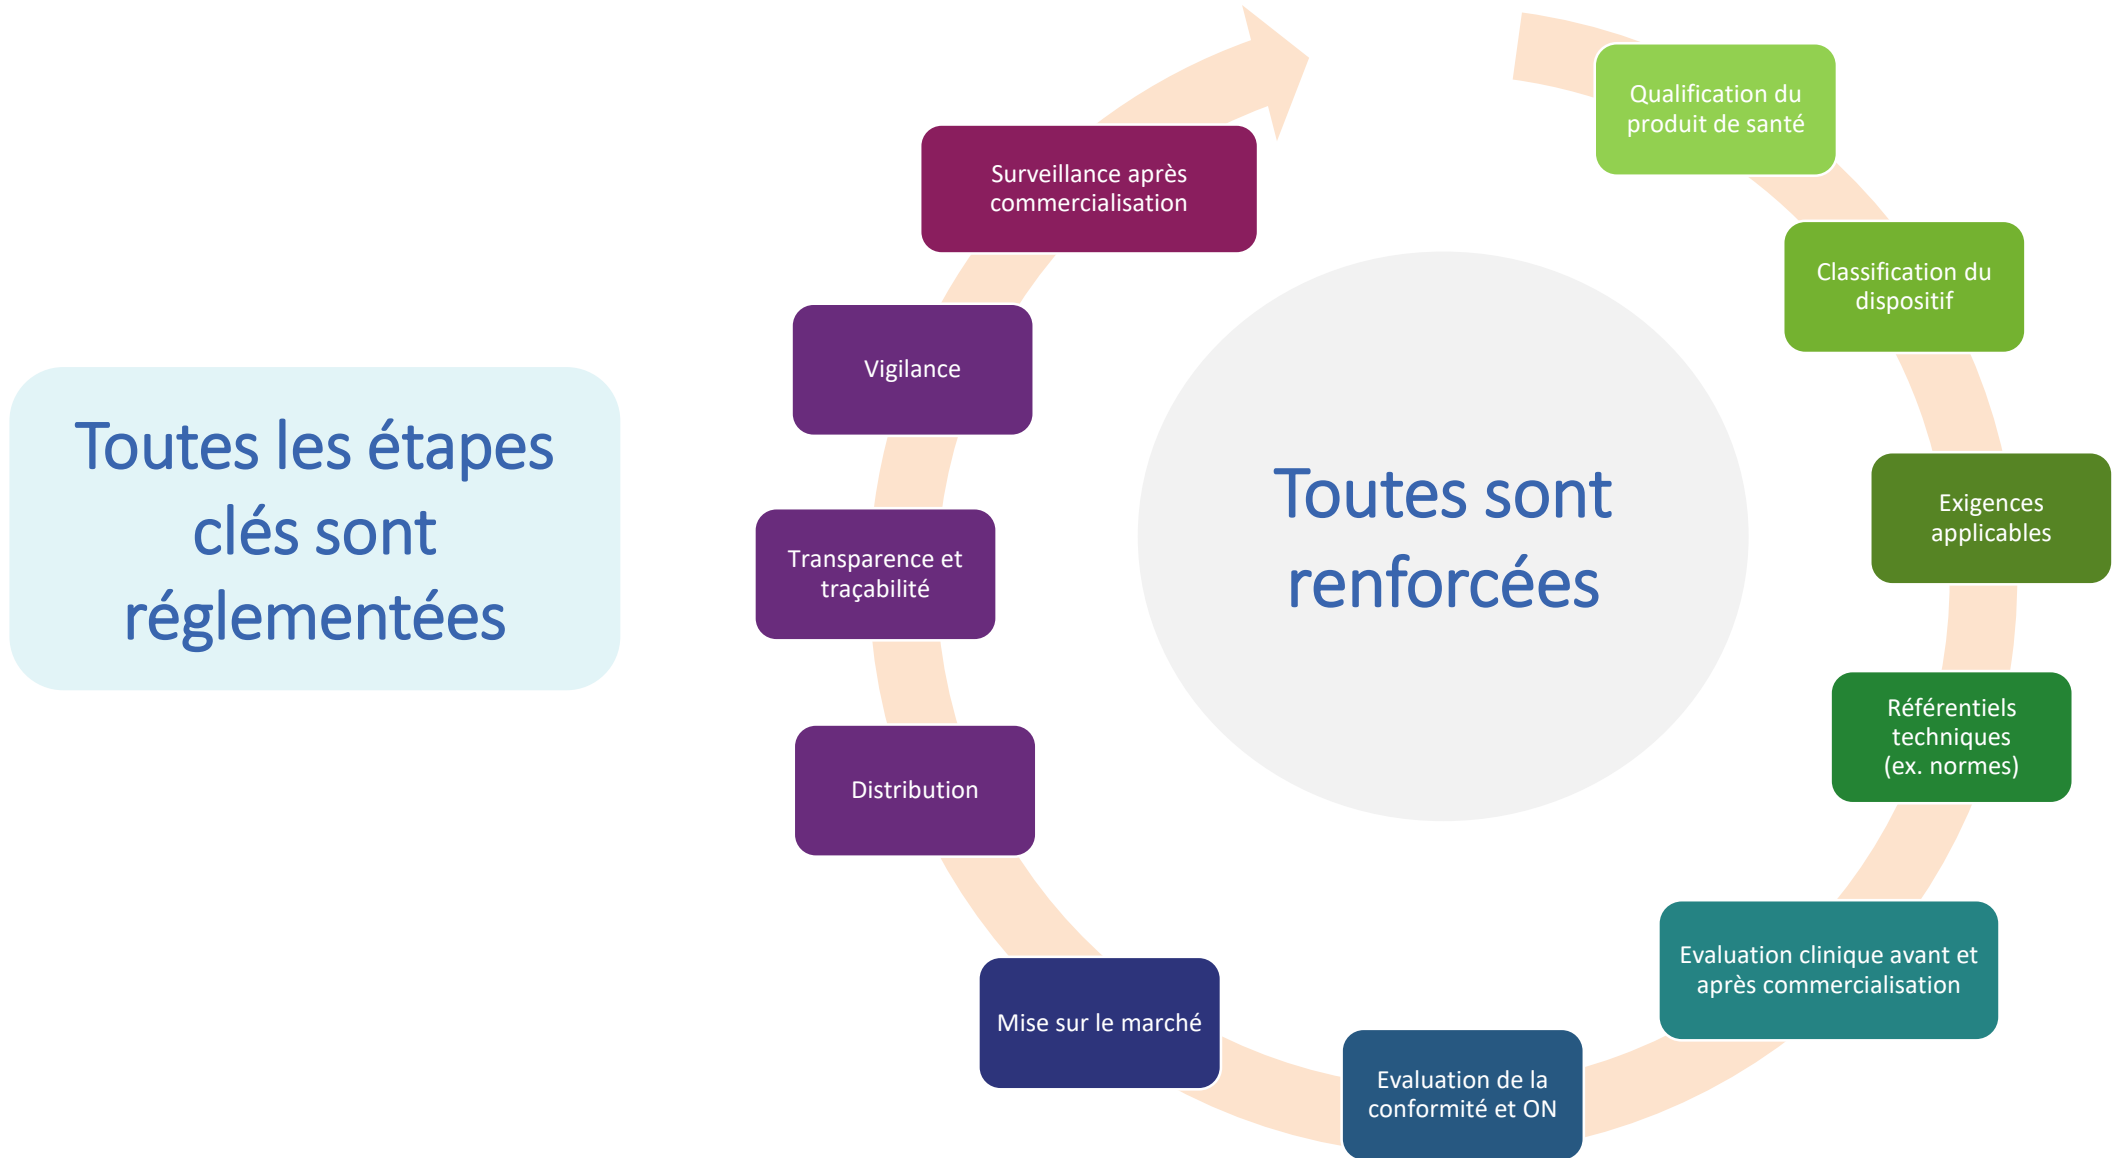 Toutes les étapes
clés sont
réglementées
Toutes sont
renforcées
Qualification du
produit de santé
Classification du
dispositif
Exigences
applicables
Référentiels
techniques
(ex. normes)
Evaluation clinique avant et
après commercialisation
Evaluation de la
conformité et ON
Mise sur le marché
Distribution
Transparence et
traçabilité
Vigilance
Surveillance après
commercialisation